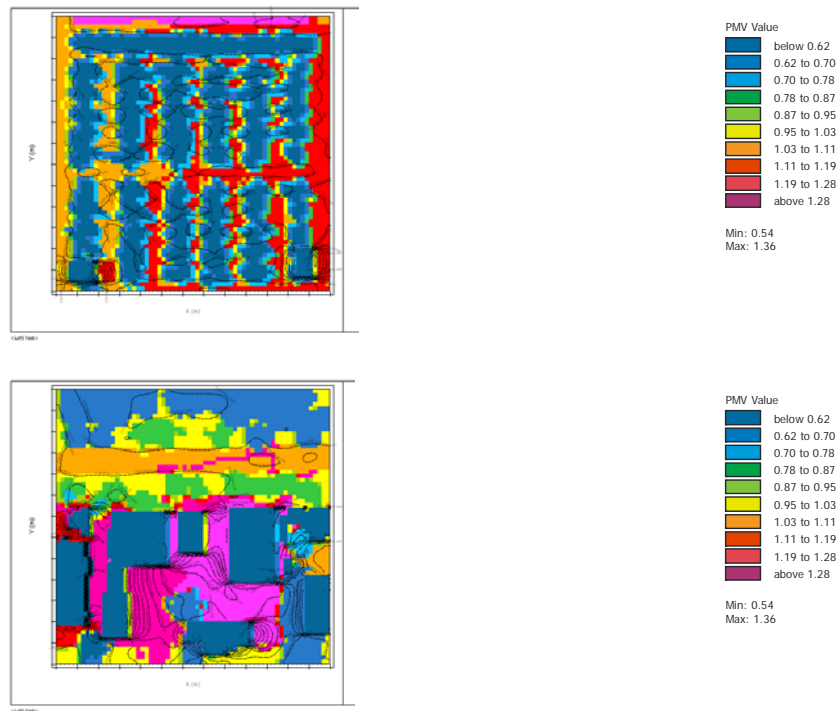 PMV Value
below 0.62
0.62 to 0.70
0.70 to 0.78
0.78 to 0.87
0.87 to 0.95
0.95 to 1.03
1.03 to 1.11
1.11 to 1.19
1.19 to 1.28
above 1.28
Min: 0.54
Max: 1.36
Y (m)
X (m)
<Left foot>
PMV Value
below 0.62
0.62 to 0.70
0.70 to 0.78
0.78 to 0.87
0.87 to 0.95
0.95 to 1.03
1.03 to 1.11
1.11 to 1.19
1.19 to 1.28
above 1.28
Min: 0.54
Max: 1.36
Y (m)
X (m)